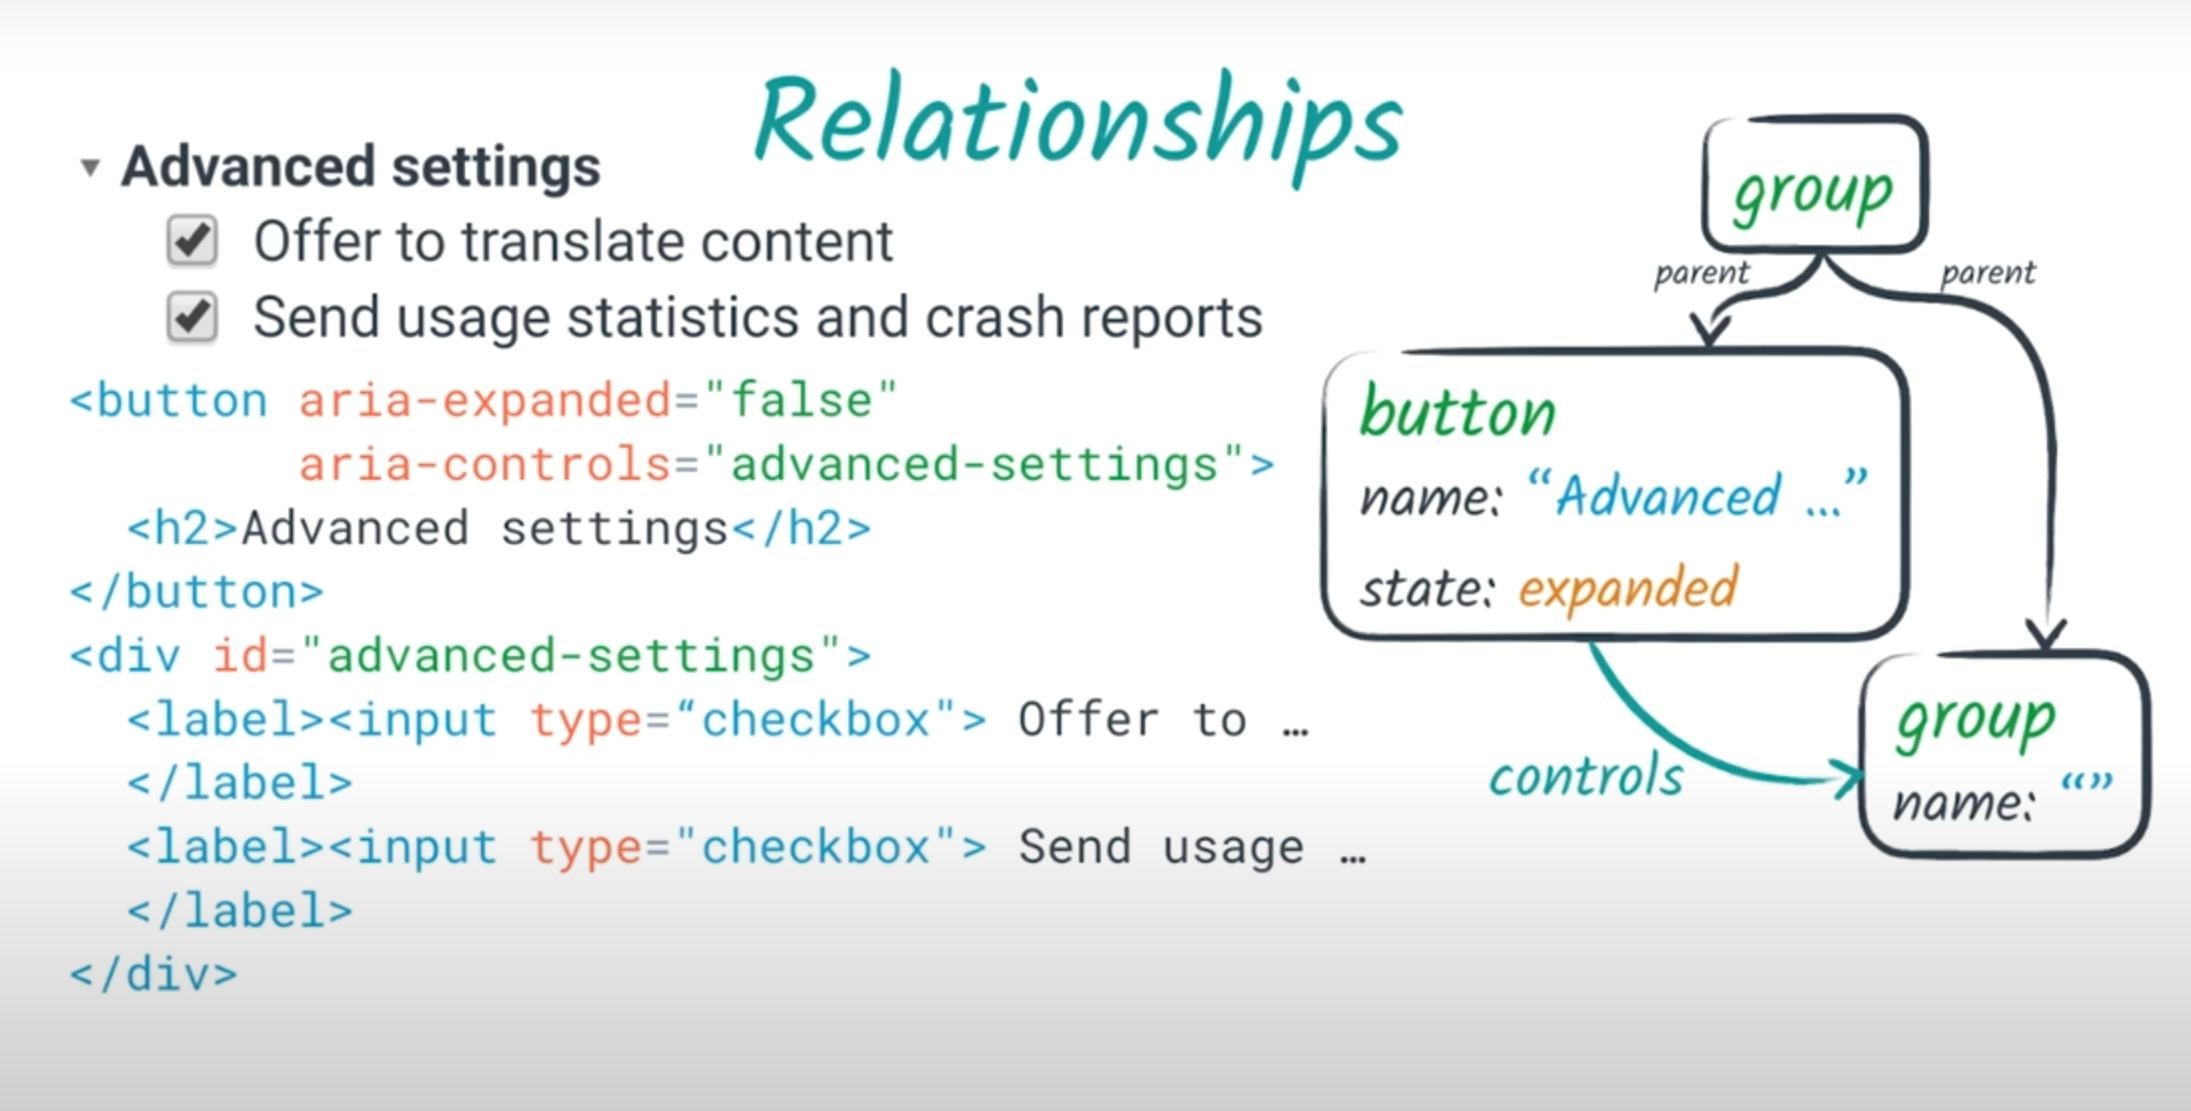 Relationships
Advanced settings
Offer to translate content
Send usage statistics and crash reports
<button aria-expanded="false"
aria-controls="advanced-settings">
<h2>Advanced settings</h2>
</button>
<div id="advanced-settings">
<label><input type=“checkbox"> Offer to …
</label>
<label><input type="checkbox"> Send usage …
</label>
</div>
group
parent
parent
button
name: “Advanced ...”
state: expanded
controls
group
name: “”